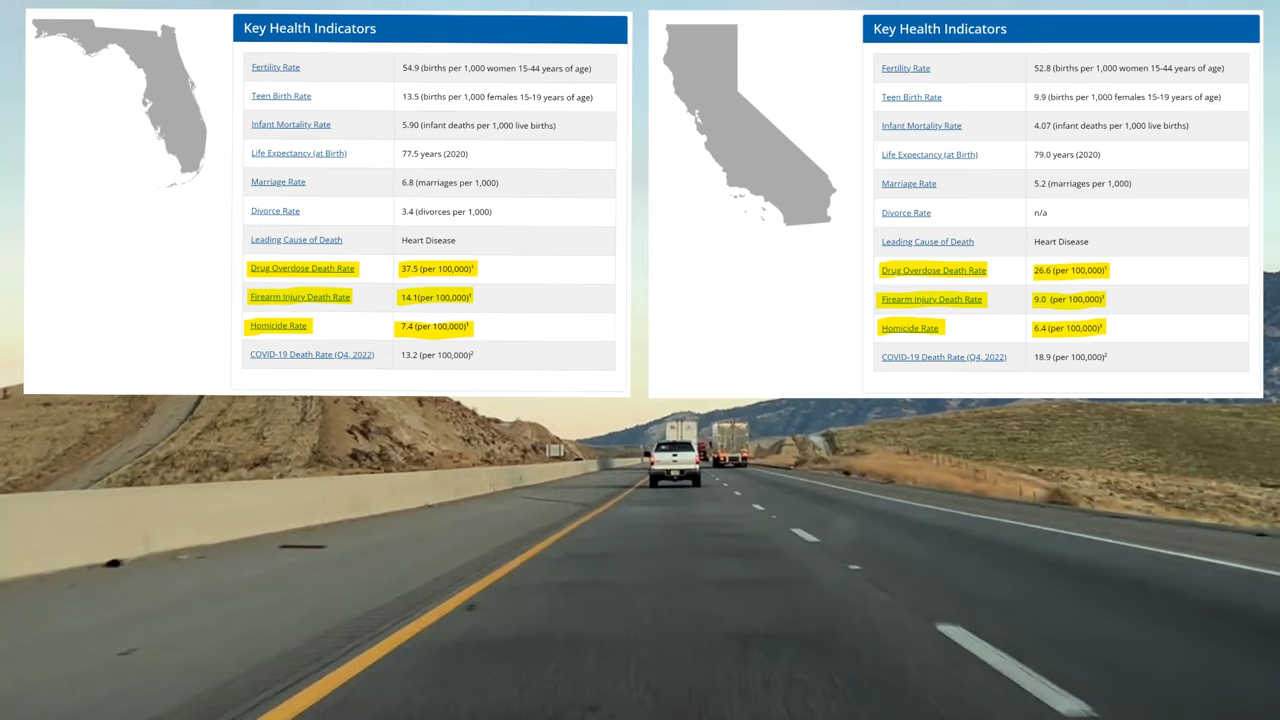 Key Health Indicators
Fertility Rate 54.9 (births per 1,000 women 15-44 years of age)
Teen Birth Rate 13.5 (births per 1,000 females 15-19 years of age)
Infant Mortality Rate 5.90 (infant deaths per 1,000 live births)
Life Expectancy (at Birth) 77.5 years (2020)
Marriage Rate 6.8 (marriages per 1,000)
Divorce Rate 3.4 (divorces per 1,000)
Leading Cause of Death Heart Disease
Drug Overdose Death Rate 37.5 (per 100,000)¹
Firearm Injury Death Rate 14.1(per 100,000)¹
Homicide Rate 7.4 (per 100,000)¹
COVID-19 Death Rate (Q4, 2022) 13.2 (per 100,000)²
Key Health Indicators
Fertility Rate 52.8 (births per 1,000 women 15-44 years of age)
Teen Birth Rate 9.9 (births per 1,000 females 15-19 years of age)
Infant Mortality Rate 4.07 (infant deaths per 1,000 live births)
Life Expectancy (at Birth) 79.0 years (2020)
Marriage Rate 5.2 (marriages per 1,000)
Divorce Rate n/a
Leading Cause of Death Heart Disease
Drug Overdose Death Rate 26.6 (per 100,000)¹
Firearm Injury Death Rate 9.0 (per 100,000)¹
Homicide Rate 6.4 (per 100,000)¹
COVID-19 Death Rate (Q4, 2022) 18.9 (per 100,000)²